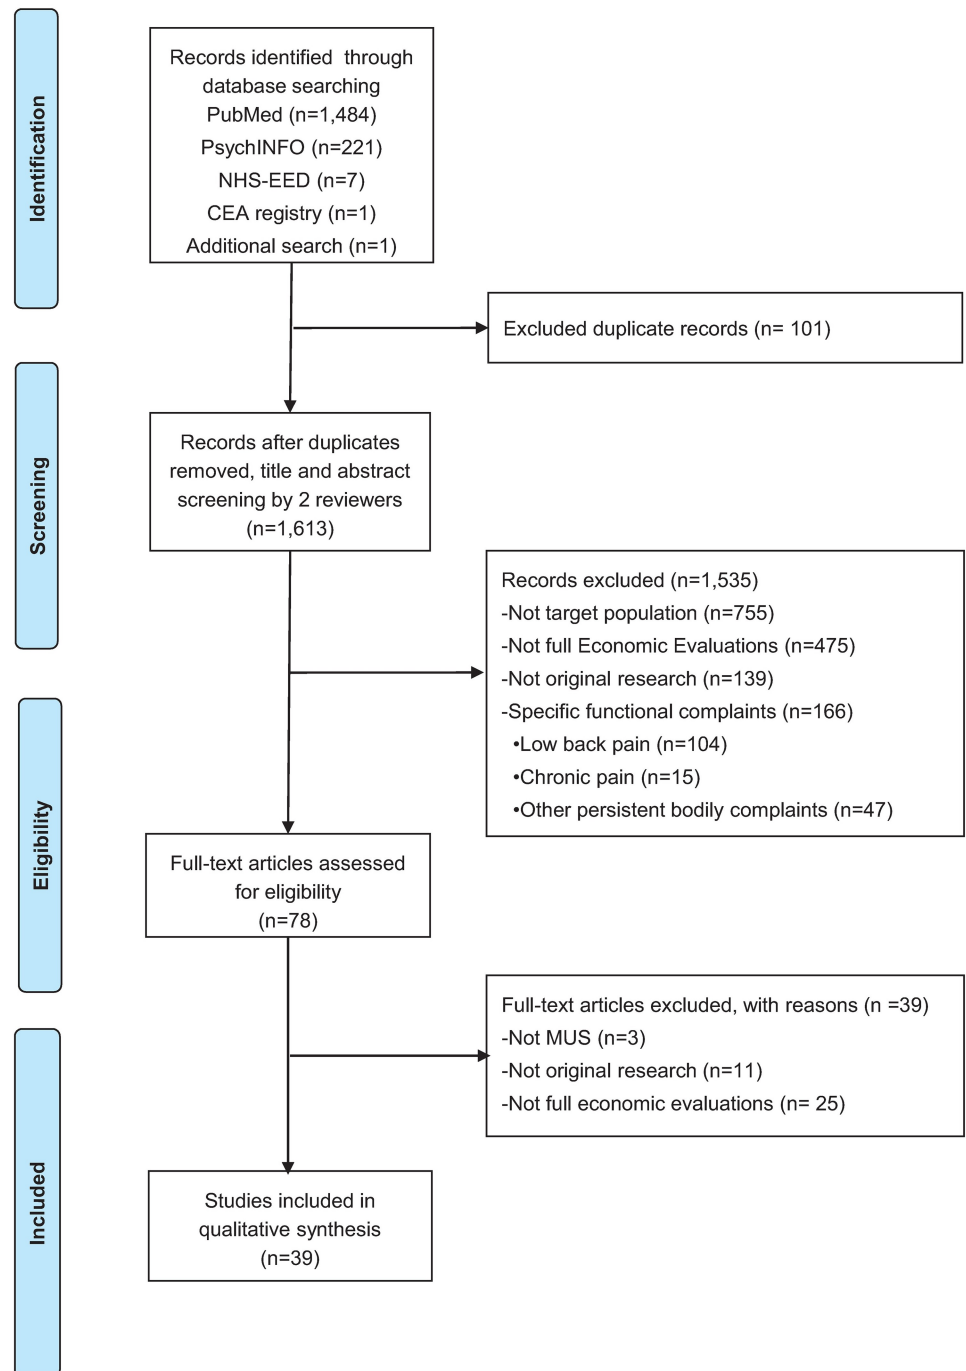 Identification
Records identified through
database searching
PubMed (n=1,484)
PsychINFO (n=221)
NHS-EED (n=7)
CEA registry (n=1)
Additional search (n=1)
Excluded duplicate records (n= 101)
Screening
Records after duplicates
removed, title and abstract
screening by 2 reviewers
(n=1,613)
Records excluded (n=1,535)
-Not target population (n=755)
-Not full Economic Evaluations (n=475)
-Not original research (n=139)
-Specific functional complaints (n=166)
•Low back pain (n=104)
•Chronic pain (n=15)
•Other persistent bodily complaints (n=47)
Eligibility
Full-text articles assessed
for eligibility
(n=78)
Full-text articles excluded, with reasons (n =39)
-Not MUS (n=3)
-Not original research (n=11)
-Not full economic evaluations (n= 25)
Included
Studies included in
qualitative synthesis
(n=39)